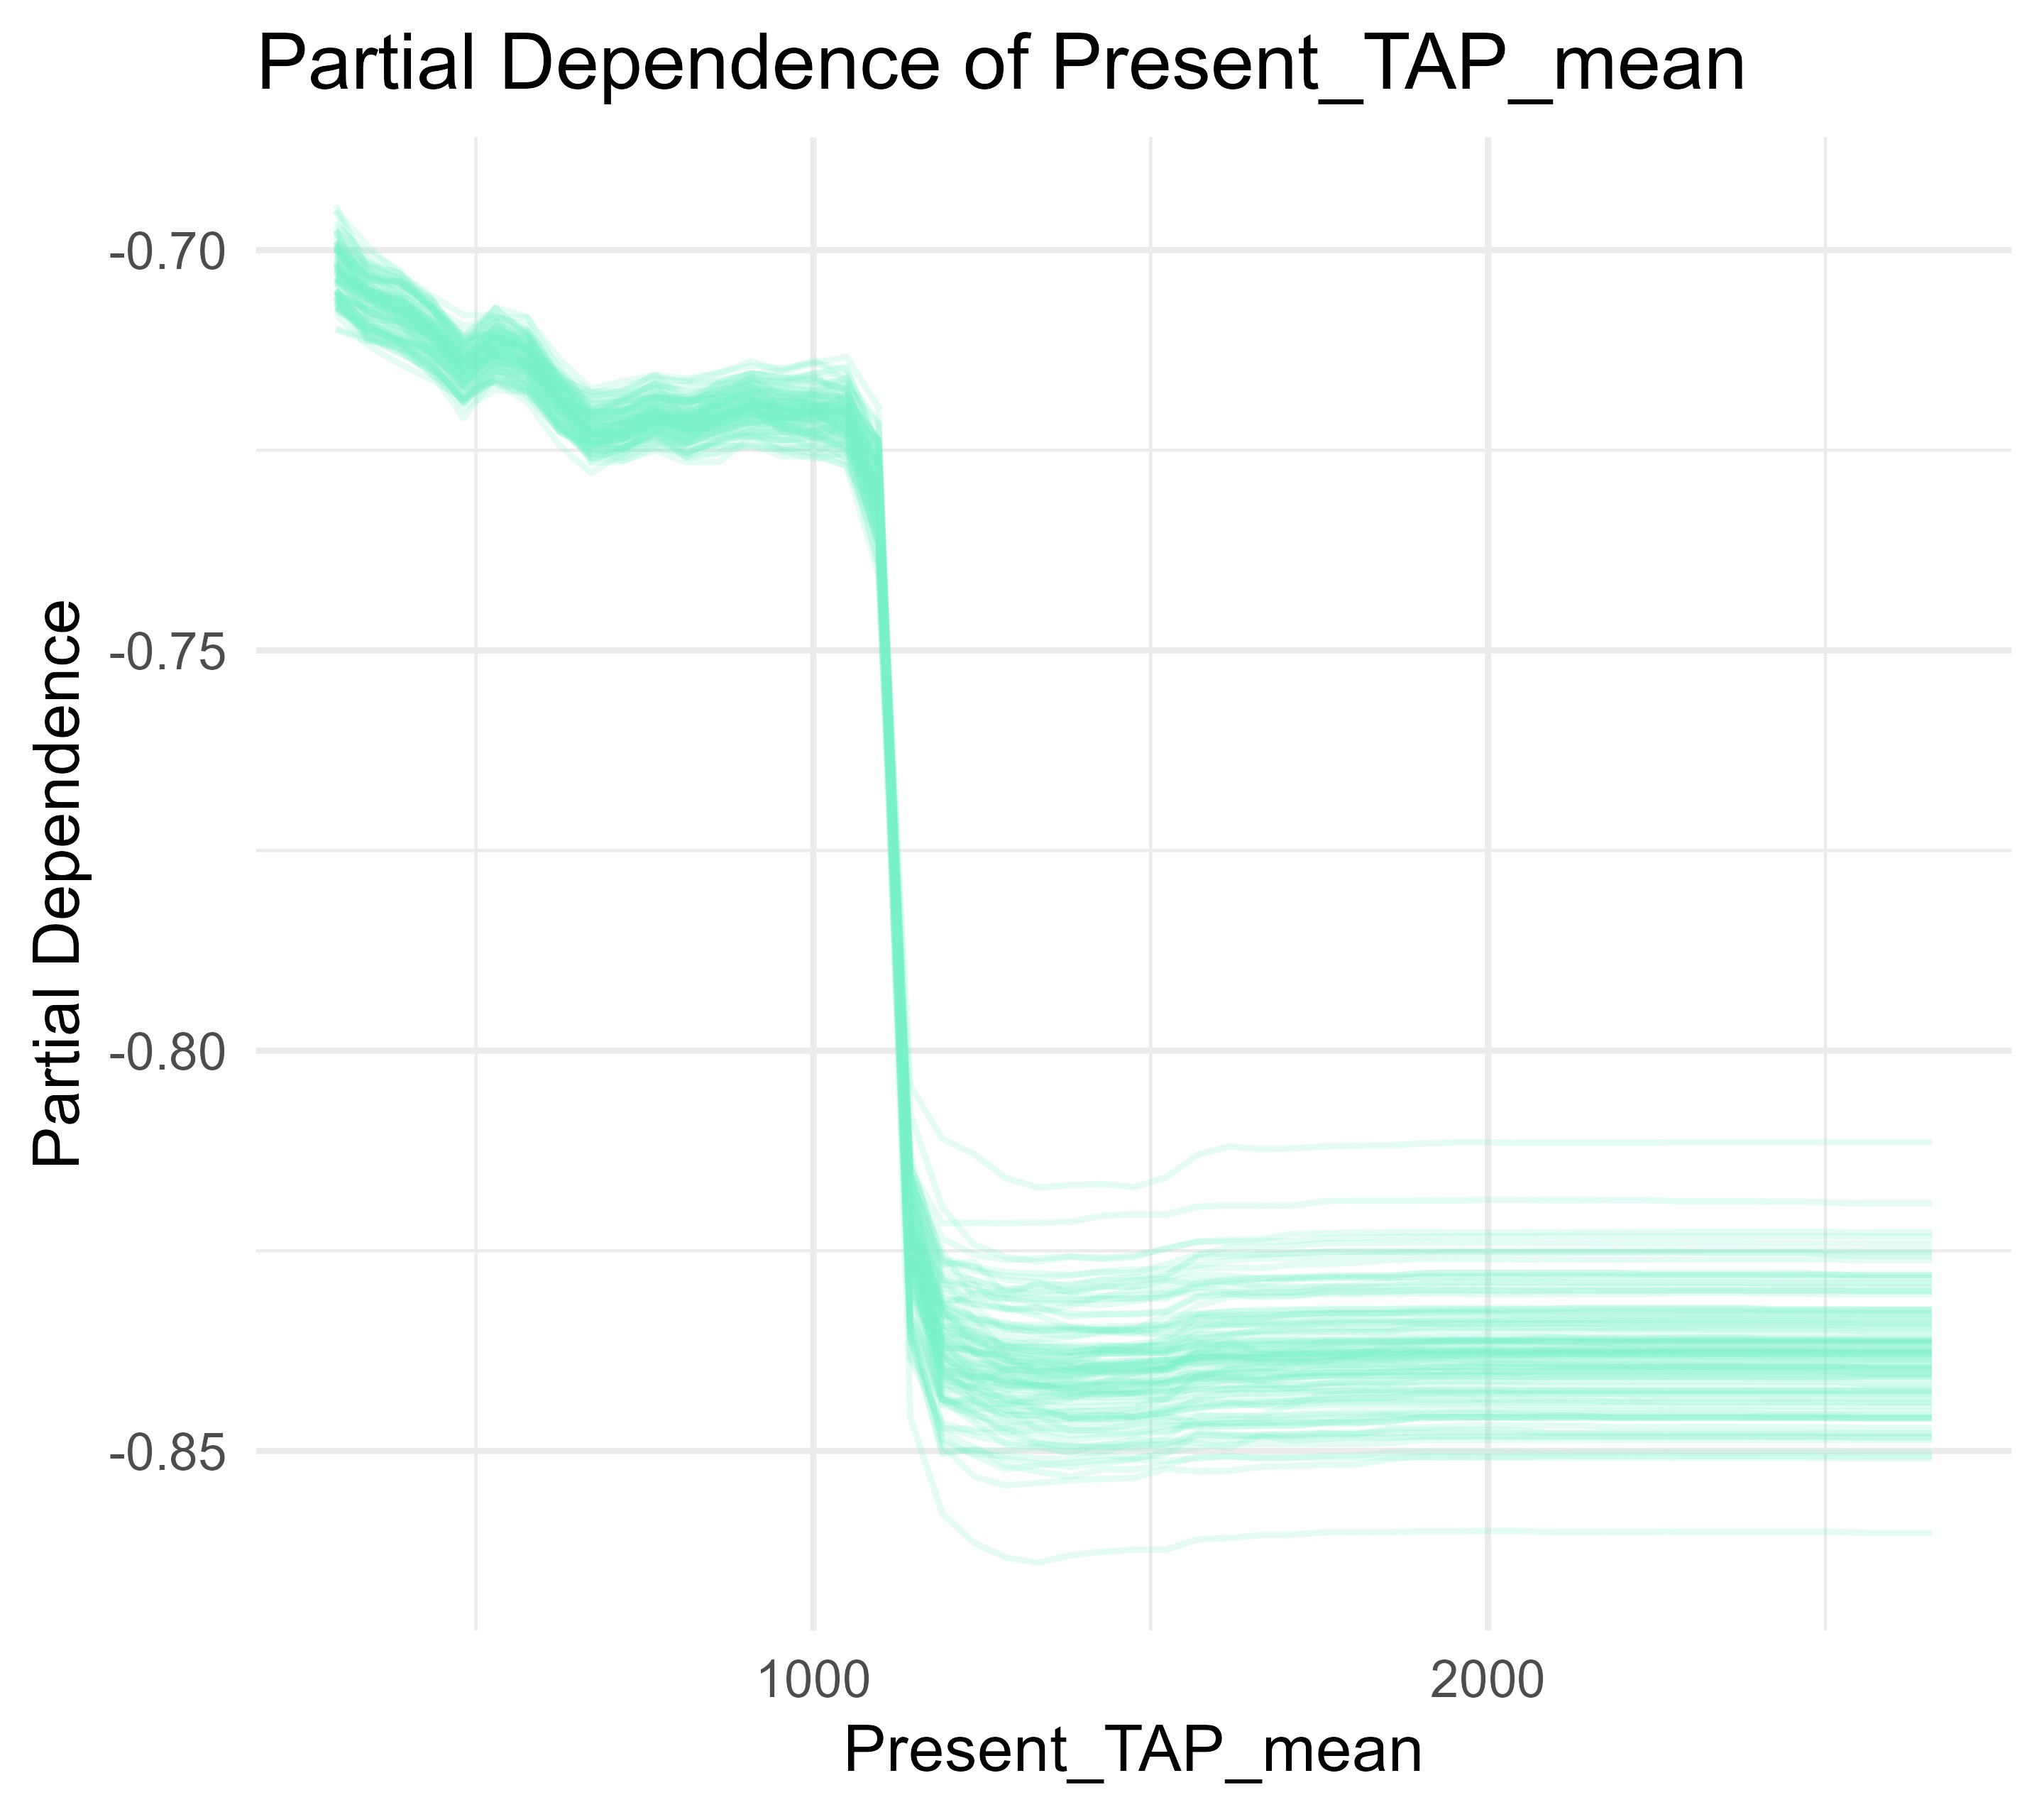 Partial Dependence of Present_TAP_mean
Partial Dependence
-0.70
-0.75
-0.80
-0.85
1000
2000
Present_TAP_mean